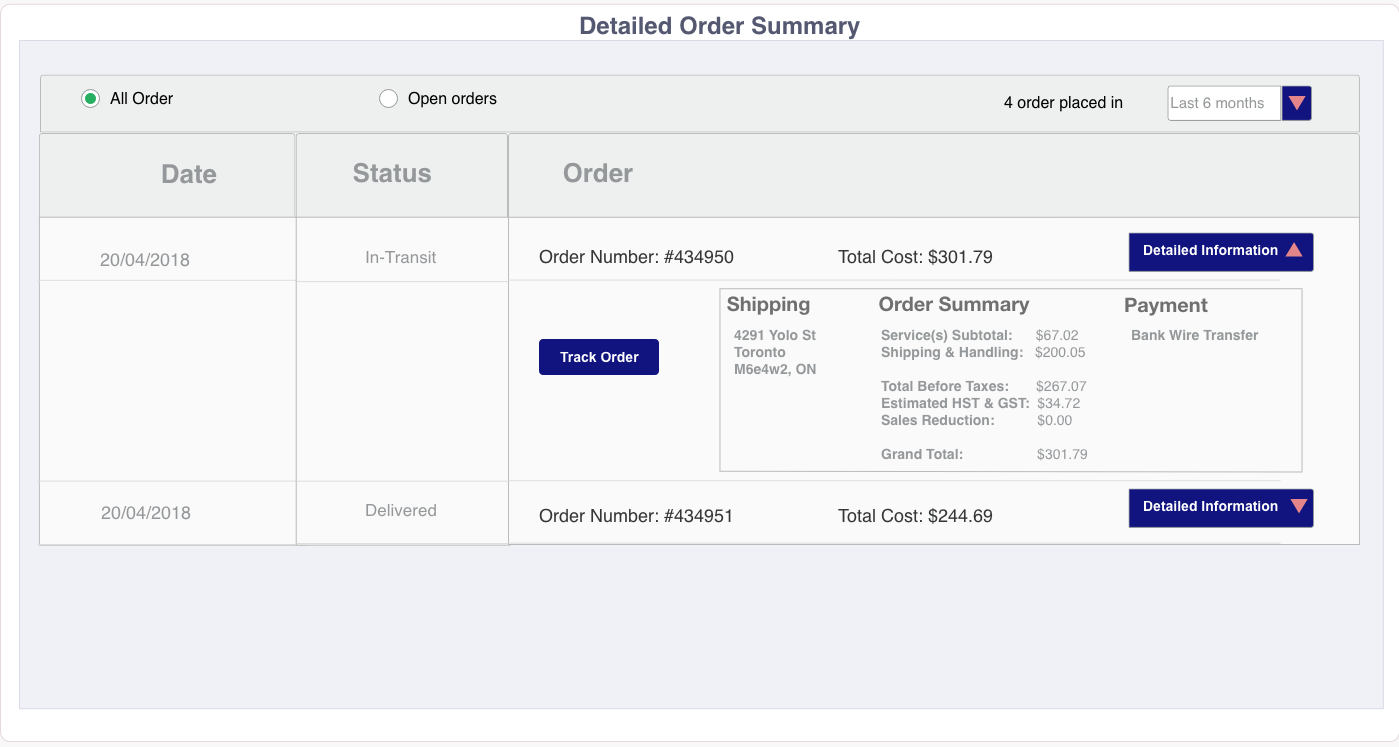 Detailed Order Summary
All Order
Open orders
4 order placed in
Last 6 months
Date
Status
Order
20/04/2018
In-Transit
Order Number: #434950
Total Cost: $301.79
Detailed Information
Track Order
Shipping
4291 Yolo St
Toronto
M6e4w2, ON
Order Summary
Service(s) Subtotal: $67.02
Shipping & Handling: $200.05
Total Before Taxes: $267.07
Estimated HST & GST: $34.72
Sales Reduction: $0.00
Grand Total: $301.79
Payment
Bank Wire Transfer
20/04/2018
Delivered
Order Number: #434951
Total Cost: $244.69
Detailed Information